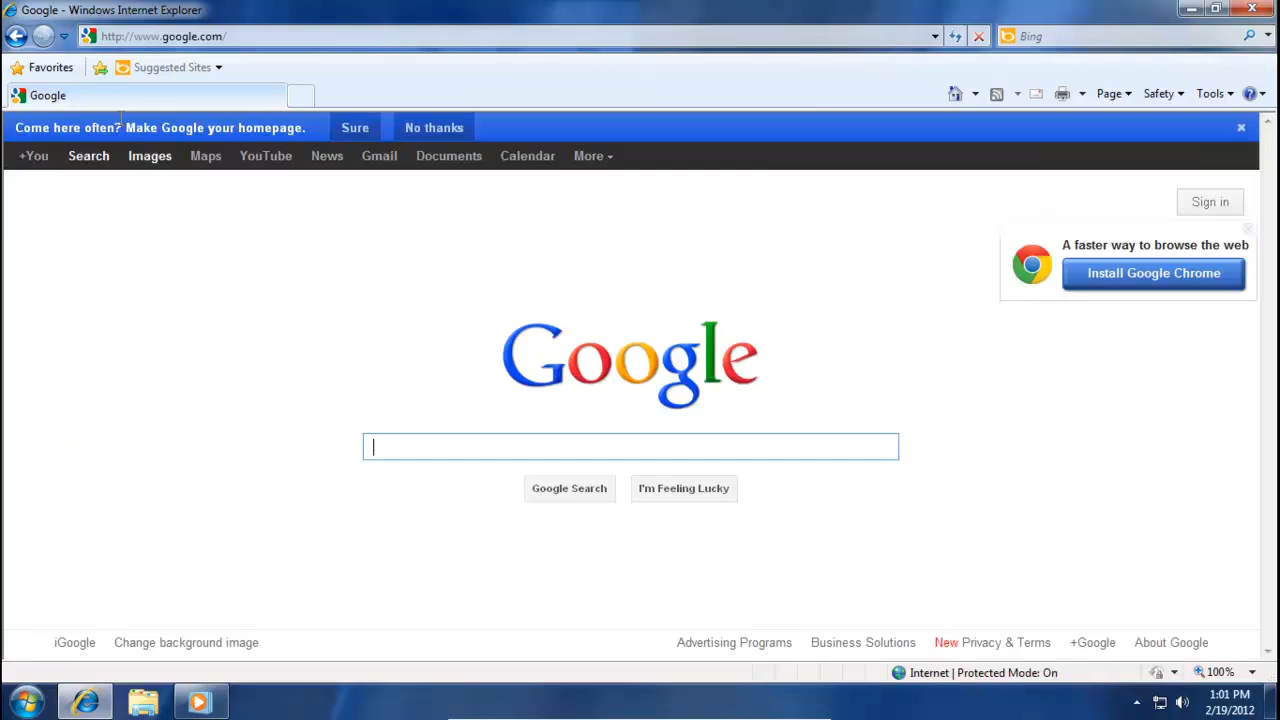 Google - Windows Internet Explorer
http://www.google.com/
Bing
Favorites
Suggested Sites
Google
Page
Safety
Tools
Come here often? Make Google your homepage.
Sure
No thanks
+You
Search
Images
Maps
YouTube
News
Gmail
Documents
Calendar
More
Sign in
A faster way to browse the web
Install Google Chrome
Google
Google Search
I'm Feeling Lucky
iGoogle
Change background image
Advertising Programs
Business Solutions
New Privacy & Terms
+Google
About Google
Internet | Protected Mode: On
100%
1:01 PM
2/19/2012